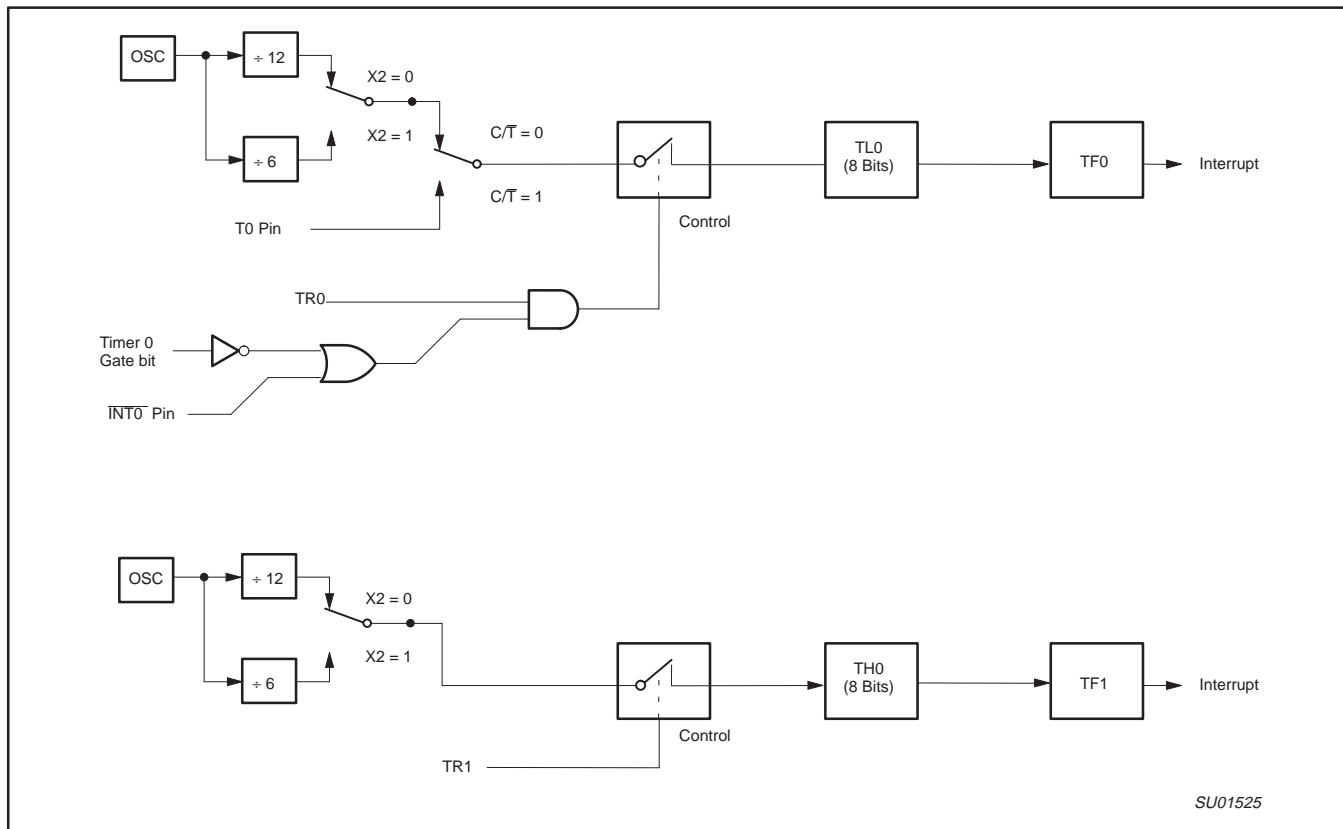 OSC
÷ 12
X2 = 0
X2 = 1
÷ 6
C/T̅ = 0
C/T̅ = 1
T0 Pin
Control
TL0
(8 Bits)
TF0
Interrupt
TR0
Timer 0
Gate bit
I̅N̅T̅0̅ Pin
OSC
÷ 12
X2 = 0
X2 = 1
÷ 6
Control
TH0
(8 Bits)
TF1
Interrupt
TR1
SU01525